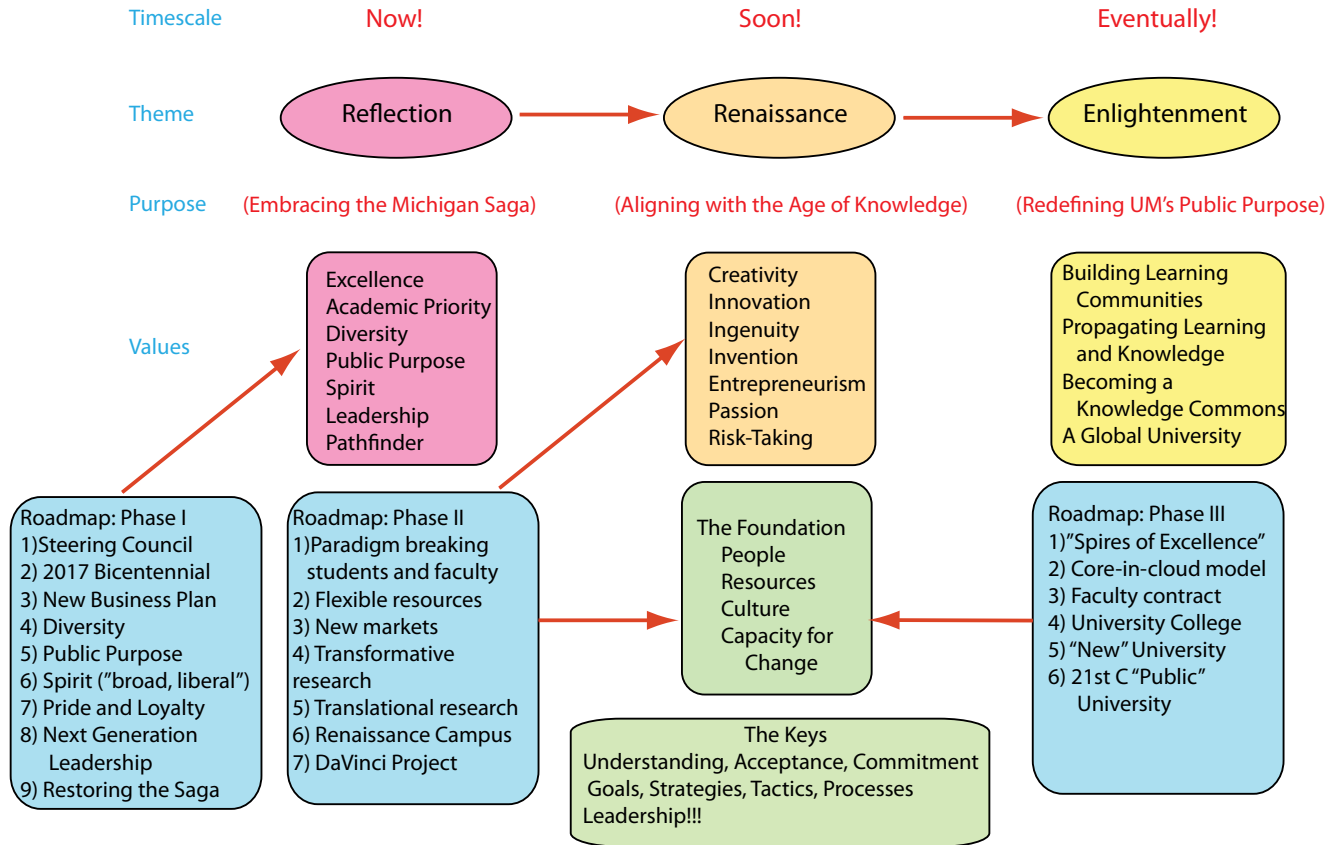 Timescale
Now!
Soon!
Eventually!
Theme
Reflection
Renaissance
Enlightenment
Purpose
(Embracing the Michigan Saga)
(Aligning with the Age of Knowledge)
(Redefining UM’s Public Purpose)
Values
Excellence
Academic Priority
Diversity
Public Purpose
Spirit
Leadership
Pathfinder
Creativity
Innovation
Ingenuity
Invention
Entrepreneurism
Passion
Risk-Taking
Building Learning
Communities
Propagating Learning
and Knowledge
Becoming a
Knowledge Commons
A Global University
Roadmap: Phase I
1)Steering Council
2) 2017 Bicentennial
3) New Business Plan
4) Diversity
5) Public Purpose
6) Spirit (”broad, liberal”)
7) Pride and Loyalty
8) Next Generation
Leadership
9) Restoring the Saga
Roadmap: Phase II
1)Paradigm breaking
students and faculty
2) Flexible resources
3) New markets
4) Transformative
research
5) Translational research
6) Renaissance Campus
7) DaVinci Project
The Foundation
People
Resources
Culture
Capacity for
Change
Roadmap: Phase III
1)”Spires of Excellence”
2) Core-in-cloud model
3) Faculty contract
4) University College
5) “New” University
6) 21st C “Public”
University
The Keys
Understanding, Acceptance, Commitment
Goals, Strategies, Tactics, Processes
Leadership!!!